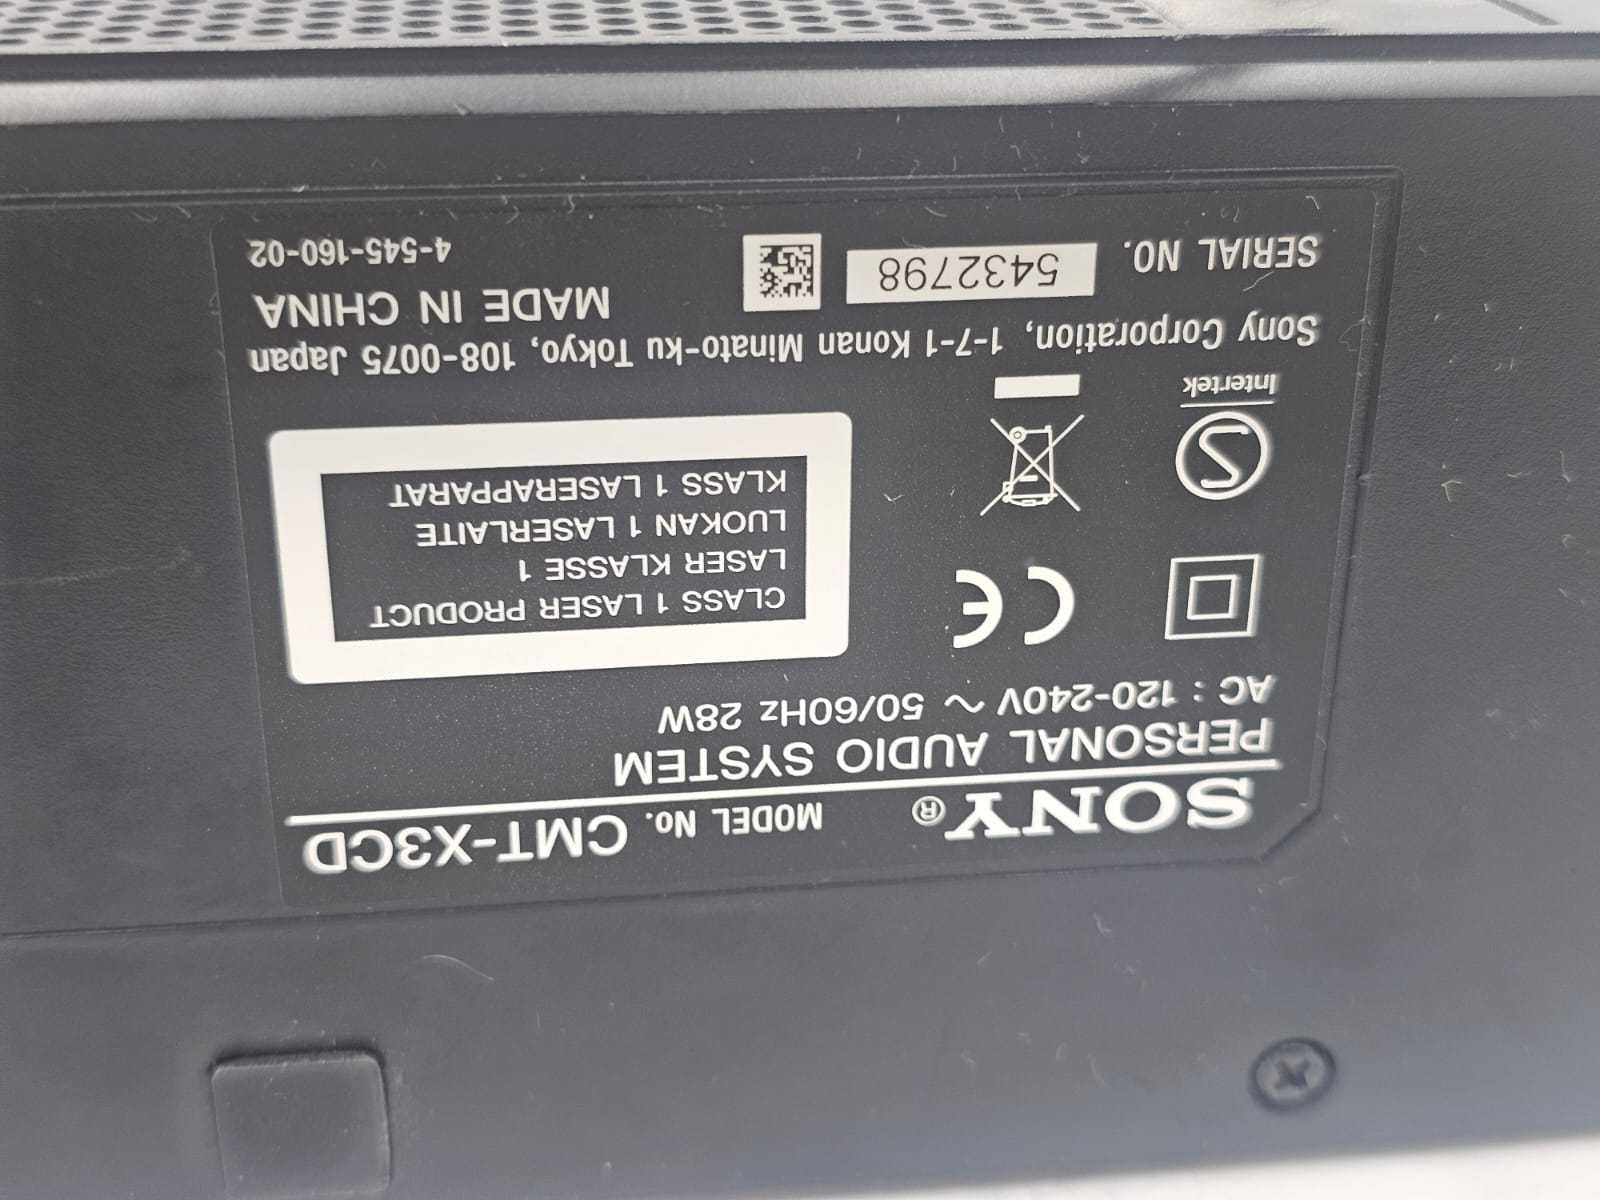 SONY® MODEL No. CMT-X3CD
PERSONAL AUDIO SYSTEM
AC : 120-240V ~ 50/60Hz 28W
CE
CLASS 1 LASER PRODUCT
LASER KLASSE 1
LUOKAN 1 LASERLAITE
KLASS 1 LASERAPPARAT
S
Intertek
Sony Corporation, 1-7-1 Konan Minato-ku Tokyo, 108-0075 Japan
MADE IN CHINA
SERIAL NO. 5432798
4-545-160-02